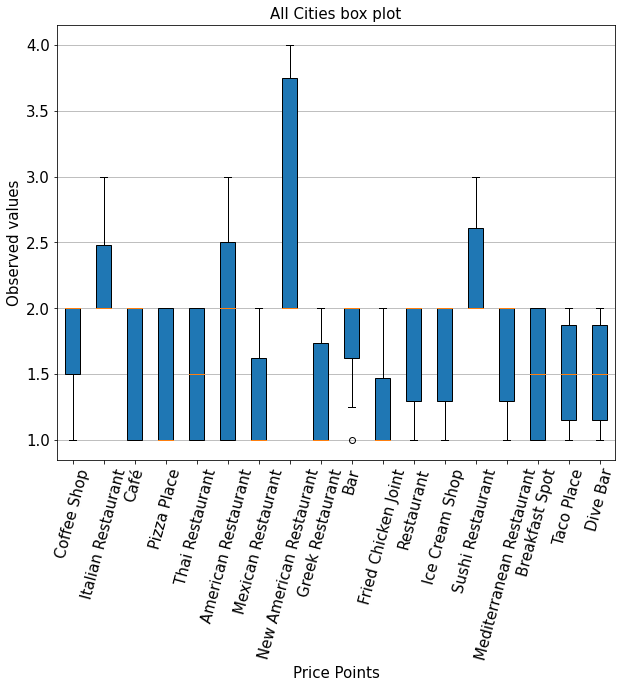 All Cities box plot
Observed values
4.0
3.5
3.0
2.5
2.0
1.5
1.0
Coffee Shop
Italian Restaurant
Café
Pizza Place
Thai Restaurant
American Restaurant
Mexican Restaurant
New American Restaurant
Greek Restaurant
Bar
Fried Chicken Joint
Restaurant
Ice Cream Shop
Sushi Restaurant
Mediterranean Restaurant
Breakfast Spot
Taco Place
Dive Bar
Price Points